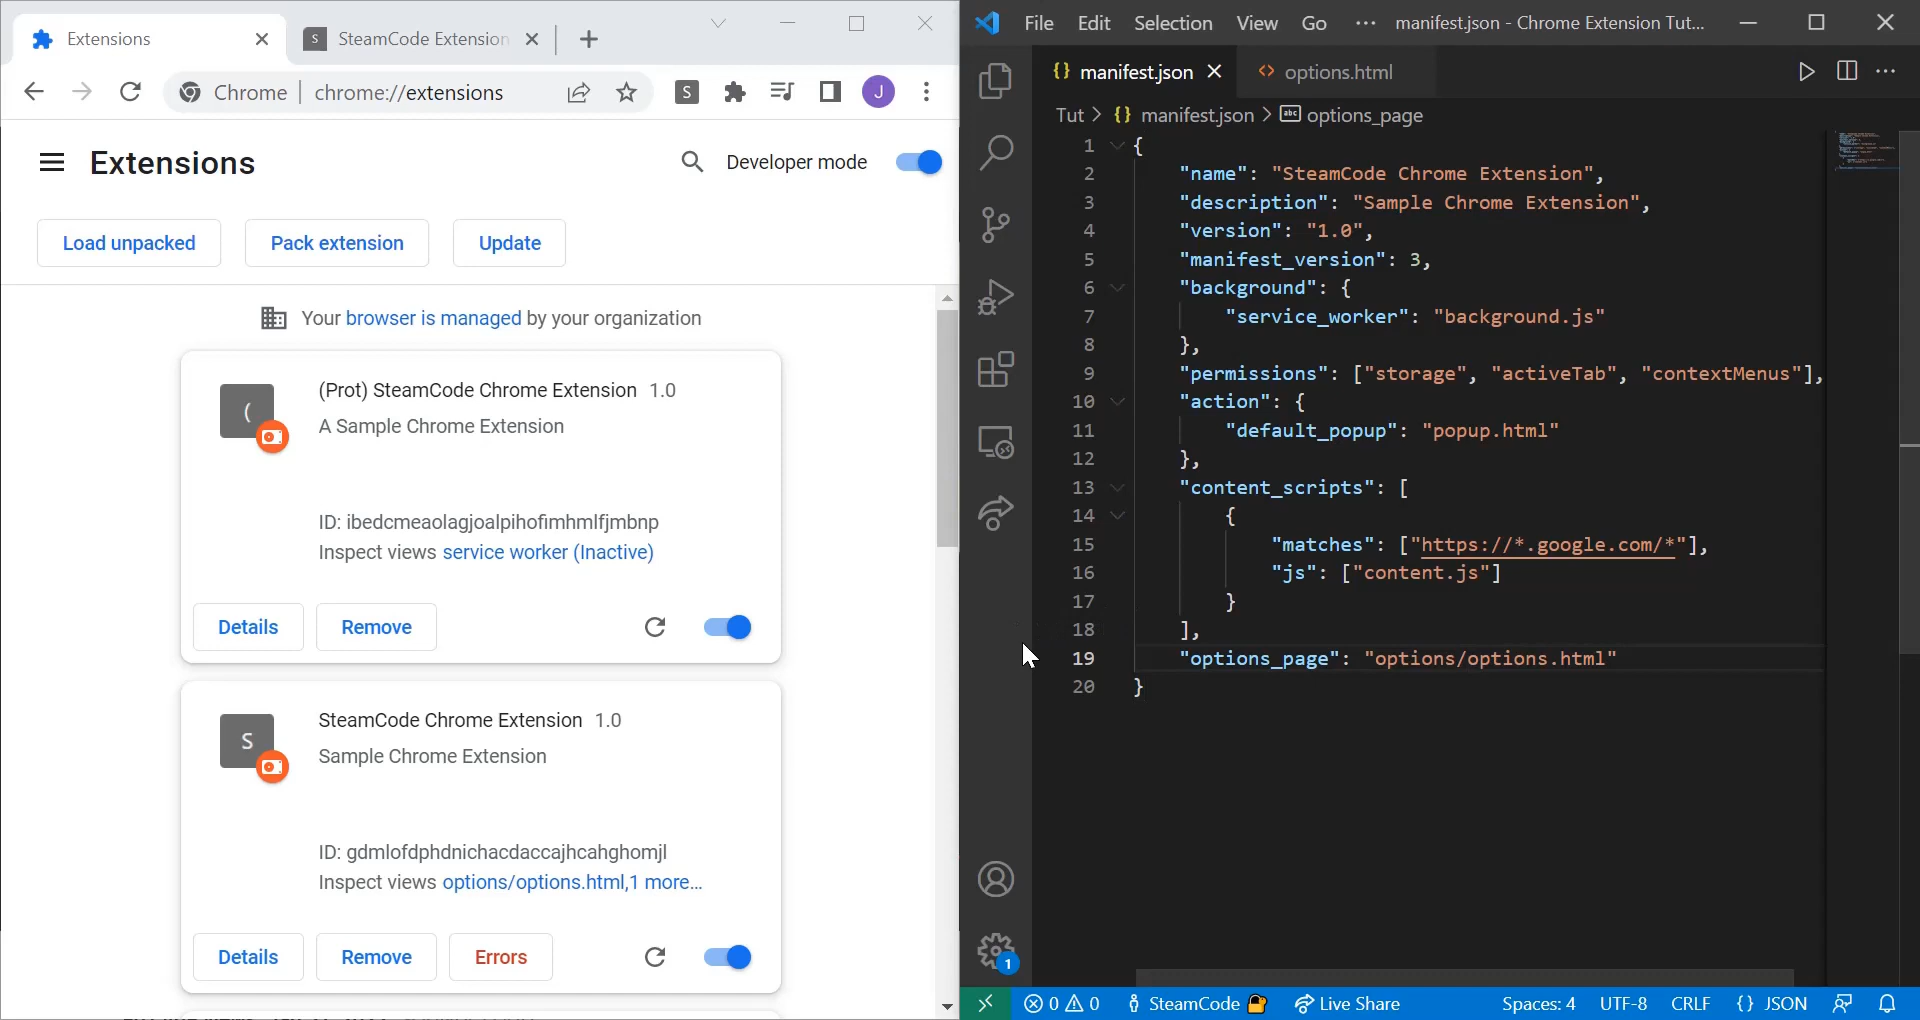 Extensions
SteamCode Extension
Chrome
chrome://extensions
S
J
Extensions
Developer mode
Load unpacked
Pack extension
Update
Your browser is managed by your organization
(
(Prot) SteamCode Chrome Extension 1.0
A Sample Chrome Extension
ID: ibedcmeaolagjoalpihofimhmlfjmbnp
Inspect views service worker (Inactive)
Details
Remove
S
SteamCode Chrome Extension 1.0
Sample Chrome Extension
ID: gdmlofdphdnichacdaccajhcahghomjl
Inspect views options/options.html,1 more...
Details
Remove
Errors
File Edit Selection View Go ··· manifest.json - Chrome Extension Tut...
{} manifest.json
<> options.html
Tut > {} manifest.json > abc options_page
1 {
2 "name": "SteamCode Chrome Extension",
3 "description": "Sample Chrome Extension",
4 "version": "1.0",
5 "manifest_version": 3,
6 "background": {
7 "service_worker": "background.js"
8 },
9 "permissions": ["storage", "activeTab", "contextMenus"],
10 "action": {
11 "default_popup": "popup.html"
12 },
13 "content_scripts": [
14 {
15 "matches": ["https://*.google.com/*"],
16 "js": ["content.js"]
17 }
18 ],
19 "options_page": "options/options.html"
20 }
1
0 0 SteamCode Live Share Spaces: 4 UTF-8 CRLF {} JSON